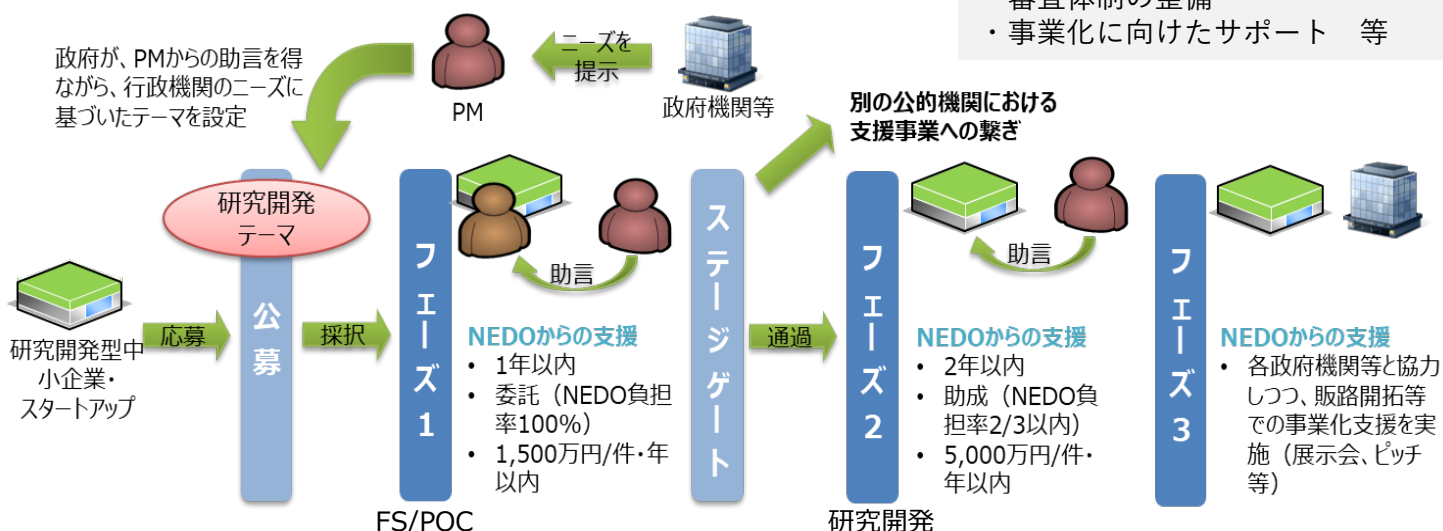 審査体制の整備
・事業化に向けたサポート　等
政府が、PMからの助言を得
ながら、行政機関のニーズに
基づいたテーマを設定
PM
ニーズを
提示
政府機関等
別の公的機関における
支援事業への繋ぎ
研究開発
テーマ
研究開発型中
小企業・
スタートアップ
応募
公募
採択
フェーズ1
助言
NEDOからの支援
• 1年以内
• 委託（NEDO負担
率100%）
• 1,500万円/件・年
以内
FS/POC
ステージゲート
通過
フェーズ2
助言
NEDOからの支援
• 2年以内
• 助成（NEDO負
担率2/3以内）
• 5,000万円/件・
年以内
研究開発
フェーズ3
NEDOからの支援
• 各政府機関等と協力
しつつ、販路開拓等
での事業化支援を実
施（展示会、ピッチ
等）